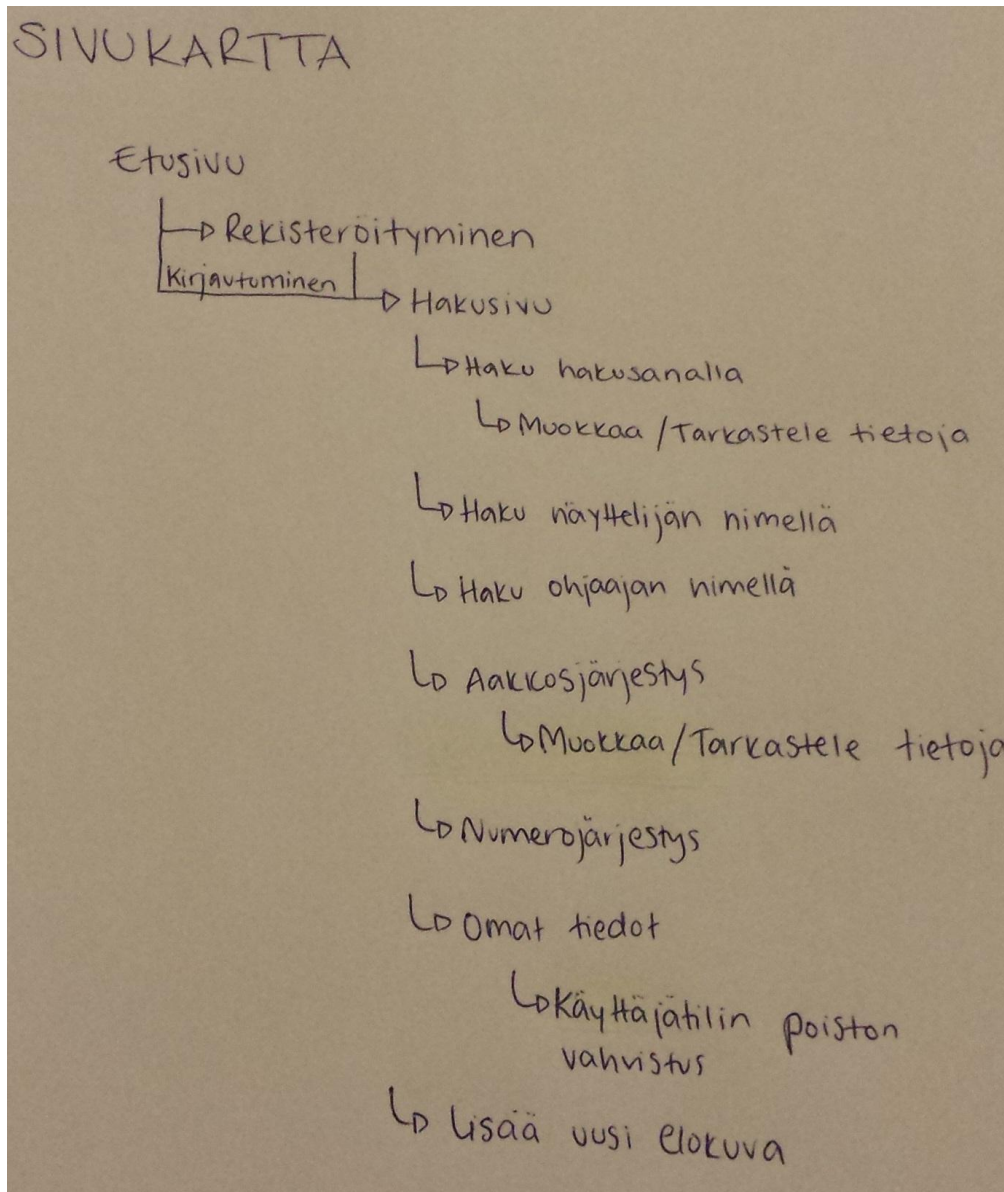 SIVUKARTTA
Etusivu
Rekisteröityminen
Kirjautuminen
Hakusivu
Haku hakusanalla
Muokkaa/Tarkastele tietoja
Haku näyttelijän nimellä
Haku ohjaajan nimellä
Aakkosjärjestys
Muokkaa/Tarkastele tietoja
Numerojärjestys
Omat tiedot
Käyttäjätilin poiston
vahvistus
Lisää uusi elokuva